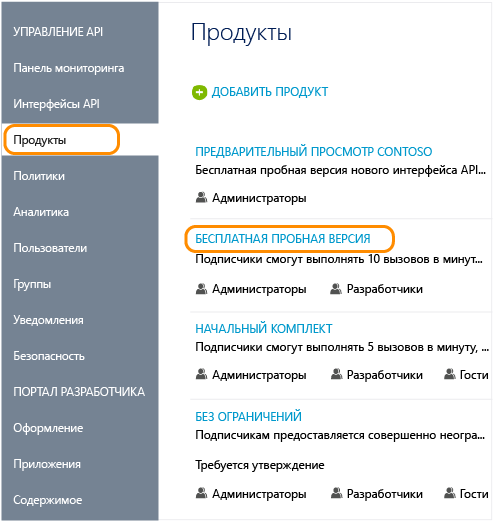 УПРАВЛЕНИЕ API
Панель мониторинга
Интерфейсы API
Продукты
Политики
Аналитика
Пользователи
Группы
Уведомления
Безопасность
ПОРТАЛ РАЗРАБОТЧИКА
Оформление
Приложения
Содержимое
Продукты
ДОБАВИТЬ ПРОДУКТ
ПРЕДВАРИТЕЛЬНЫЙ ПРОСМОТР CONTOSO
Бесплатная пробная версия нового интерфейса API...
Администраторы
БЕСПЛАТНАЯ ПРОБНАЯ ВЕРСИЯ
Подписчики смогут выполнять 10 вызовов в минут...
Администраторы Разработчики
НАЧАЛЬНЫЙ КОМПЛЕКТ
Подписчики смогут выполнять 5 вызовов в минуту, ...
Администраторы Разработчики Гости
БЕЗ ОГРАНИЧЕНИЙ
Подписчикам предоставляется совершенно неогра...
Требуется утверждение
Администраторы Разработчики Гости